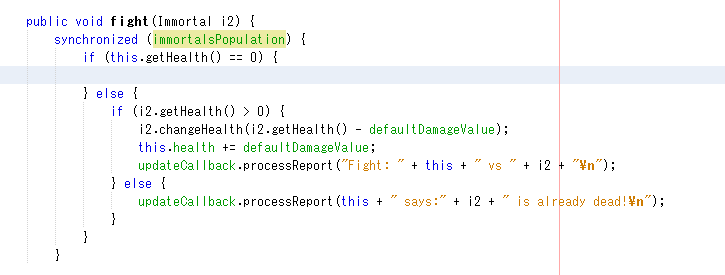 public void fight(Immortal i2) {
synchronized (immortalsPopulation) {
if (this.getHealth() == 0) {
} else {
if (i2.getHealth() > 0) {
i2.changeHealth(i2.getHealth() - defaultDamageValue);
this.health += defaultDamageValue;
updateCallback.processReport("Fight: " + this + " vs " + i2 + "¥n");
} else {
updateCallback.processReport(this + " says:" + i2 + " is already dead!¥n");
}
}
}